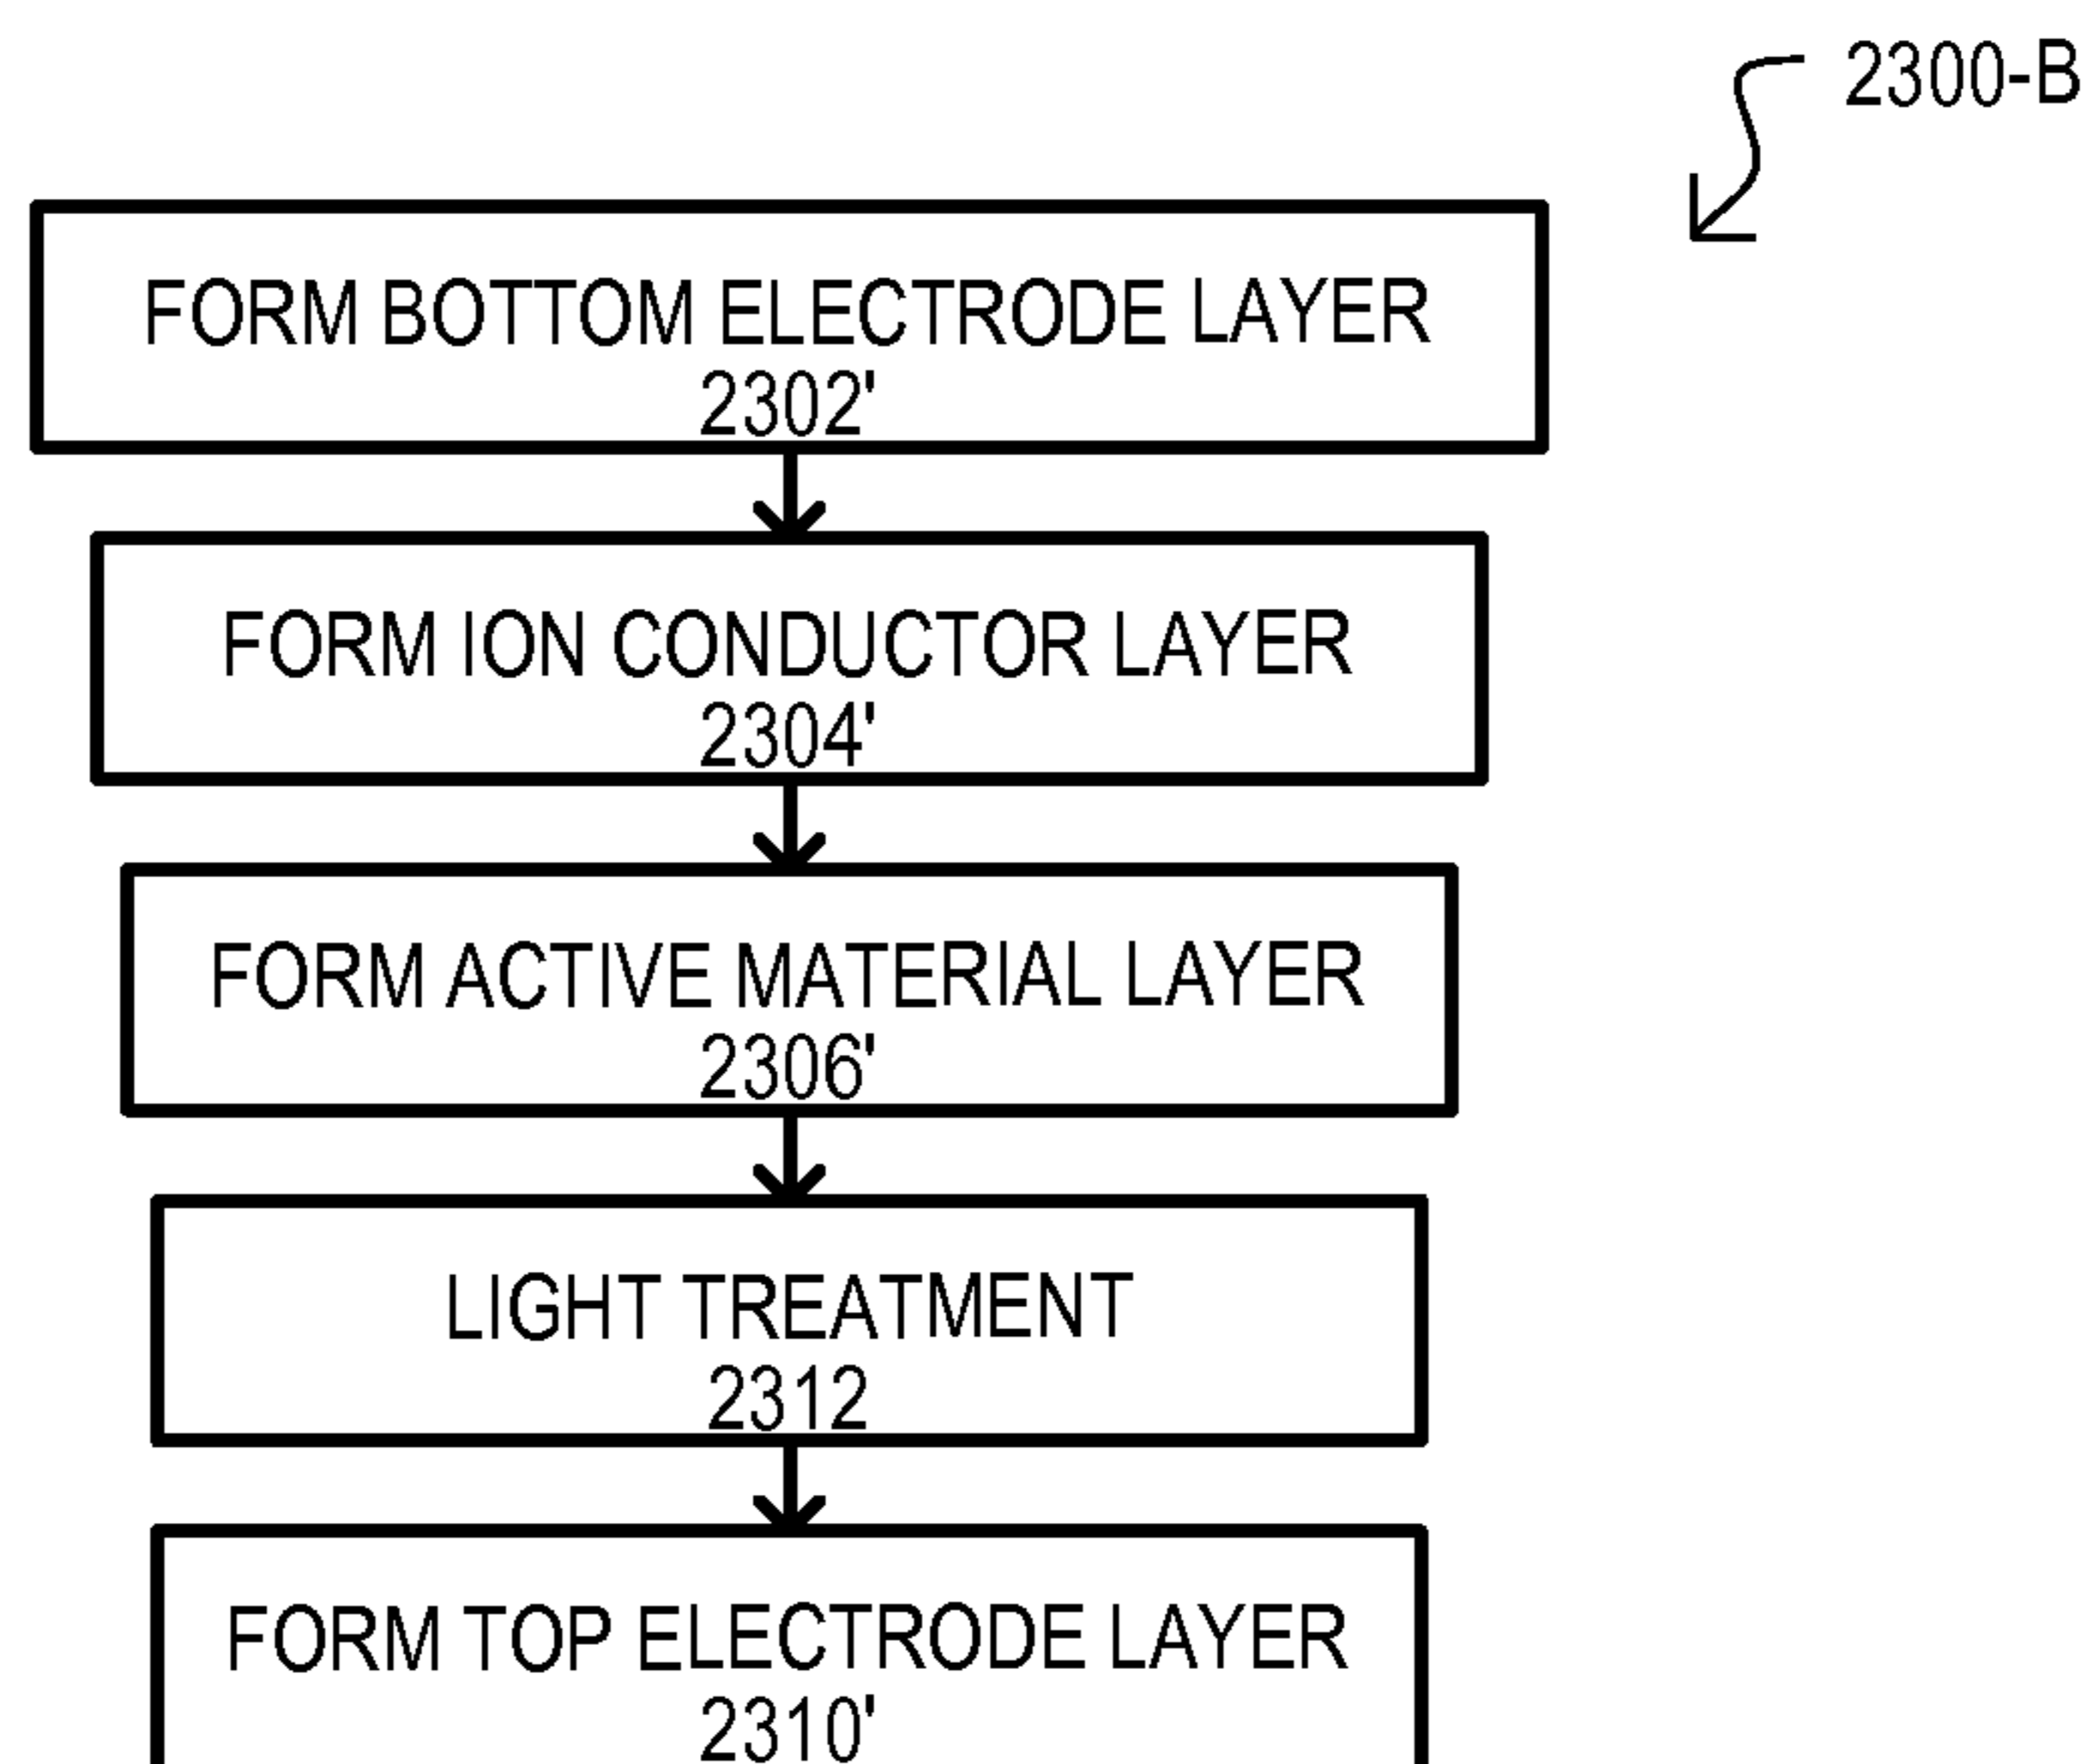 2300-B
FORM BOTTOM ELECTRODE LAYER
2302'
FORM ION CONDUCTOR LAYER
2304'
FORM ACTIVE MATERIAL LAYER
2306'
LIGHT TREATMENT
2312
FORM TOP ELECTRODE LAYER
2310'